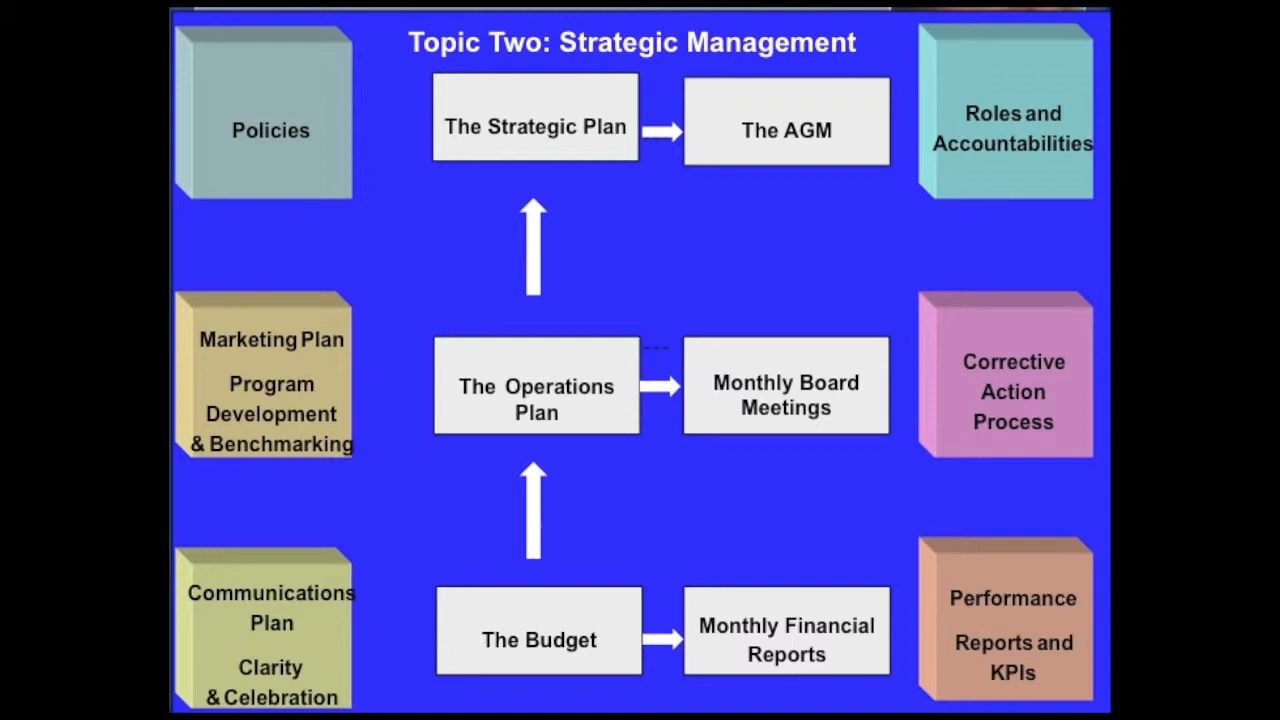 Topic Two: Strategic Management
Policies
The Strategic Plan
The AGM
Roles and
Accountabilities
Marketing Plan
Program
Development
& Benchmarking
The Operations
Plan
Monthly Board
Meetings
Corrective
Action
Process
Communications
Plan
Clarity
& Celebration
The Budget
Monthly Financial
Reports
Performance
Reports and
KPIs